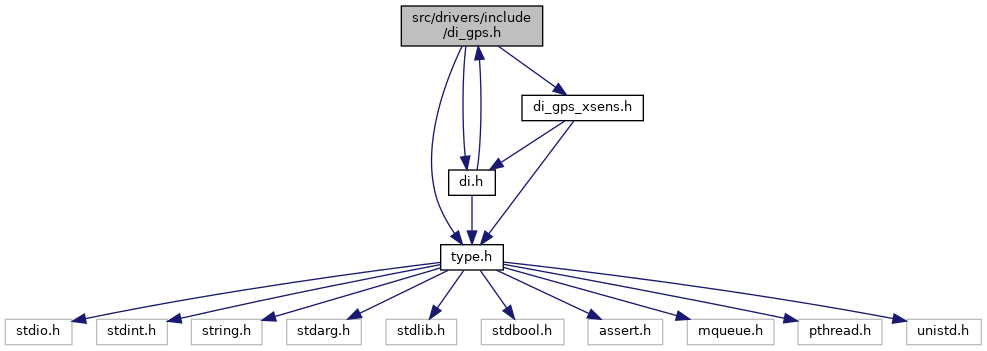 src/drivers/include
/di_gps.h
di_gps_xsens.h
di.h
type.h
stdio.h
stdint.h
string.h
stdarg.h
stdlib.h
stdbool.h
assert.h
mqueue.h
pthread.h
unistd.h